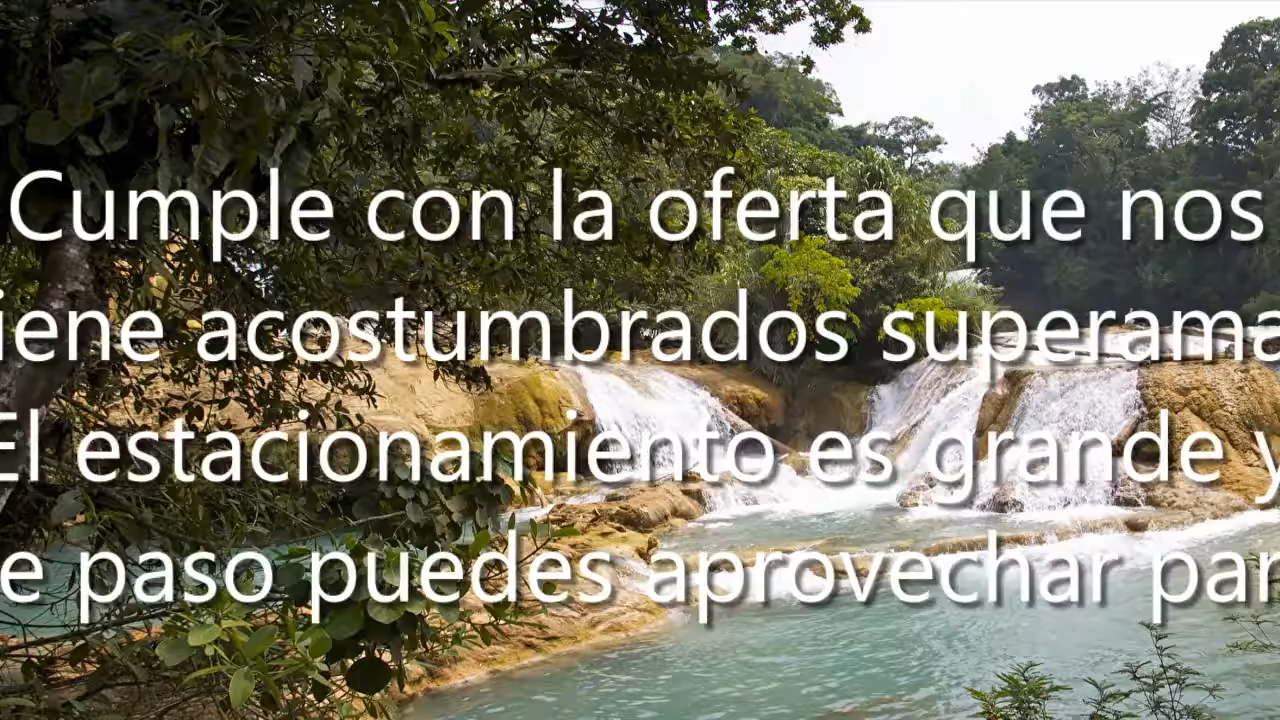 Cumple con la oferta que nos
iene acostumbrados superama
El estacionamiento es grande y
e paso puedes aprovechar par